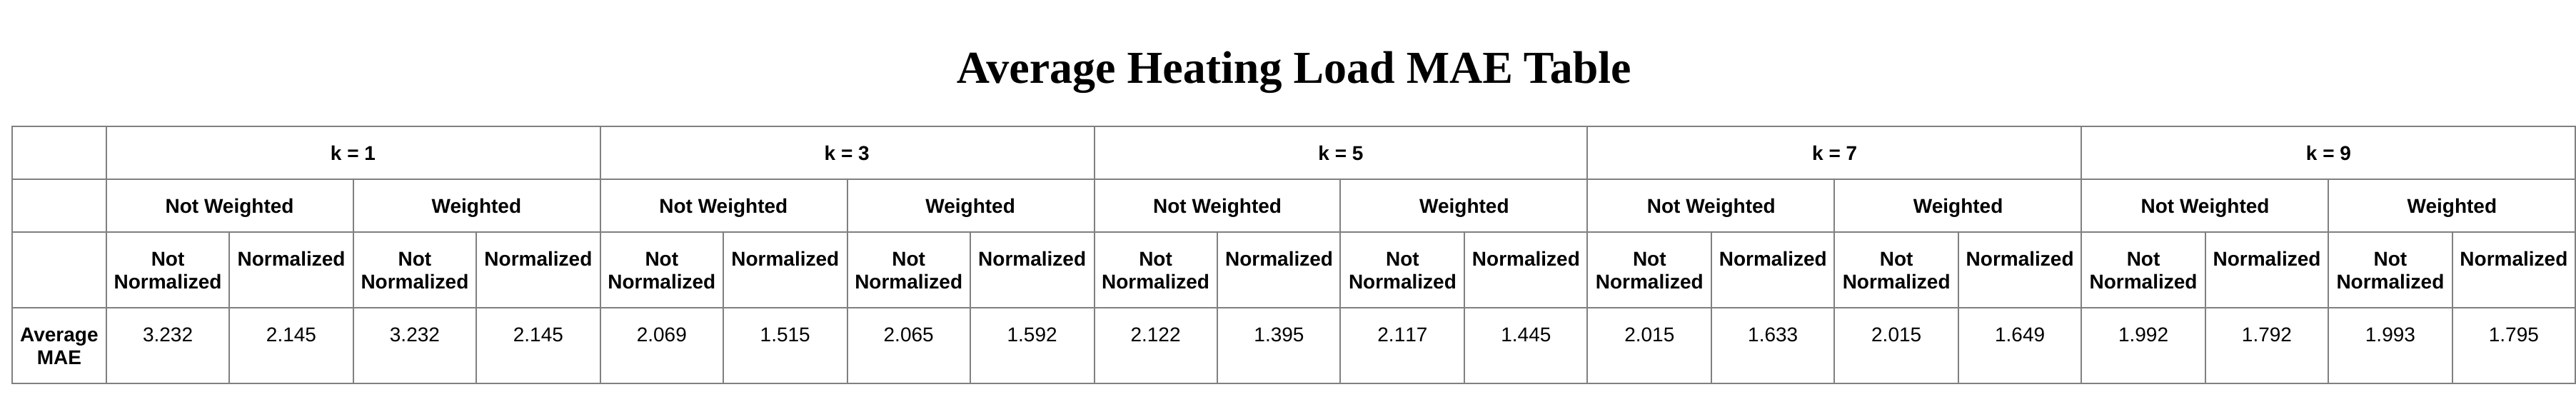 Average Heating Load MAE Table
k = 1 k = 3 k = 5 k = 7 k = 9
Not Weighted Weighted Not Weighted Weighted Not Weighted Weighted Not Weighted Weighted Not Weighted Weighted
Not Normalized Normalized Not Normalized Normalized Not Normalized Normalized Not Normalized Normalized Not Normalized Normalized Not Normalized Normalized Not Normalized Normalized Not Normalized Normalized Not Normalized Normalized Not Normalized Normalized
Average MAE 3.232 2.145 3.232 2.145 2.069 1.515 2.065 1.592 2.122 1.395 2.117 1.445 2.015 1.633 2.015 1.649 1.992 1.792 1.993 1.795